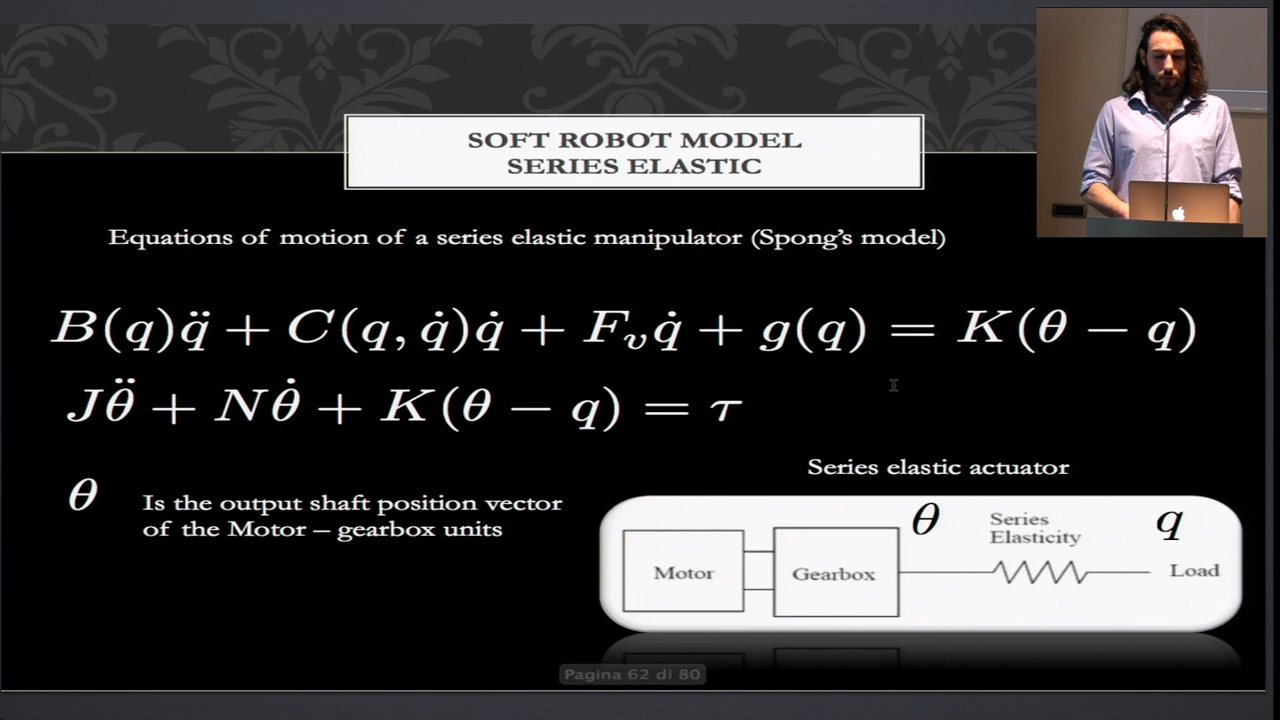 SOFT ROBOT MODEL
SERIES ELASTIC
Equations of motion of a series elastic manipulator (Spong's model)
B(q)q̈ + C(q, q̇)q̇ + F_v q̇ + g(q) = K(θ − q)
Jθ̈ + Nθ̇ + K(θ − q) = τ
θ Is the output shaft position vector
of the Motor – gearbox units
Series elastic actuator
θ
Series
Elasticity
q
Motor
Gearbox
Load
Pagina 62 di 80